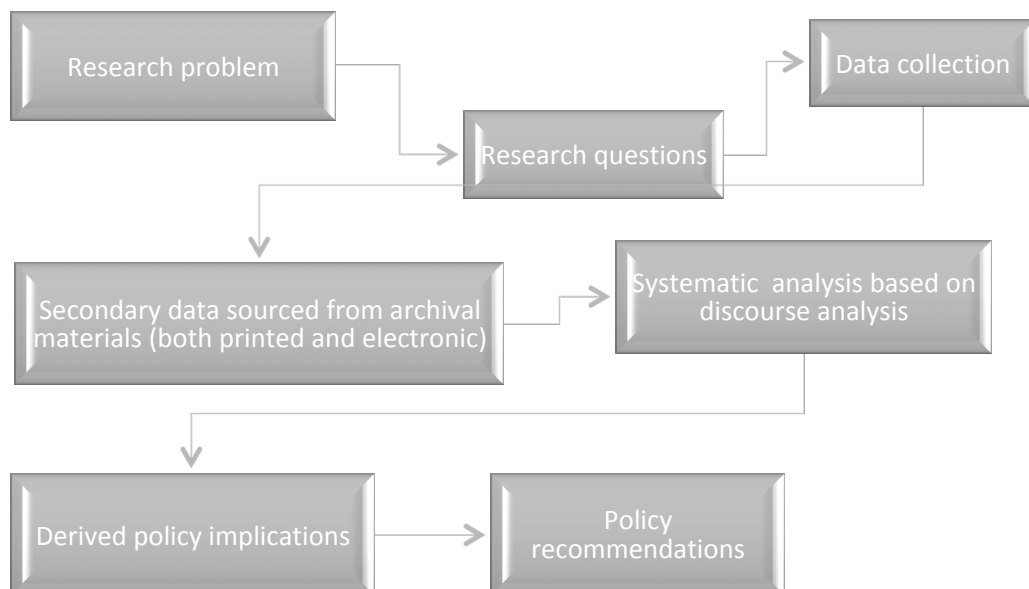 Research problem
Data collection
Research questions
Secondary data sourced from archival
materials (both printed and electronic)
Systematic analysis based on
discourse analysis
Derived policy implications
Policy
recommendations